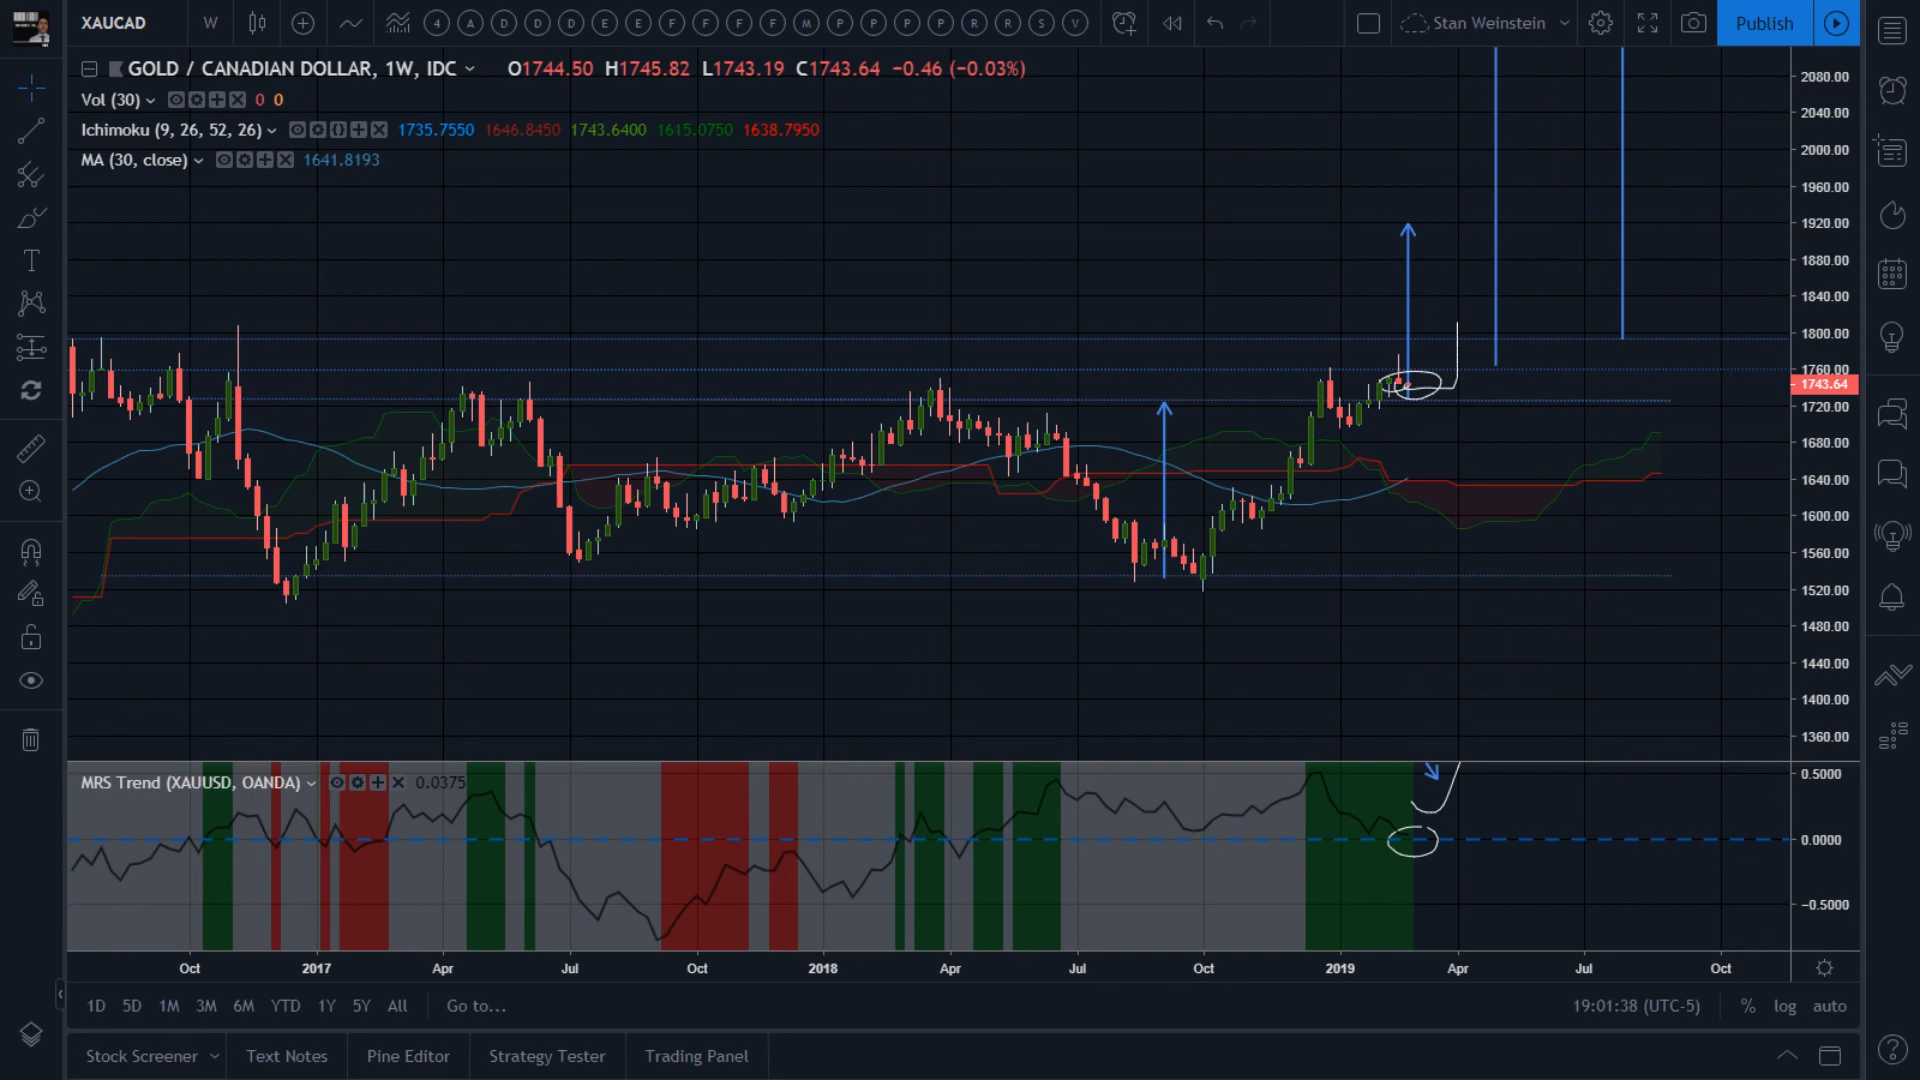 XAUCAD W 4 A D D D E E F F F F M P P P P R R S V Stan Weinstein Publish
GOLD / CANADIAN DOLLAR, 1W, IDC O1744.50 H1745.82 L1743.19 C1743.64 −0.46 (−0.03%)
Vol (30) 0 0
Ichimoku (9, 26, 52, 26) 1735.7550 1646.8450 1743.6400 1615.0750 1638.7950
MA (30, close) 1641.8193
2080.00
2040.00
2000.00
1960.00
1920.00
1880.00
1840.00
1800.00
1760.00
1743.64
1720.00
1680.00
1640.00
1600.00
1560.00
1520.00
1480.00
1440.00
1400.00
1360.00
MRS Trend (XAUUSD, OANDA) 0.0375
0.5000
0.0000
−0.5000
Oct 2017 Apr Jul Oct 2018 Apr Jul Oct 2019 Apr Jul Oct
1D 5D 1M 3M 6M YTD 1Y 5Y All Go to... 19:01:38 (UTC-5) % log auto
Stock Screener Text Notes Pine Editor Strategy Tester Trading Panel